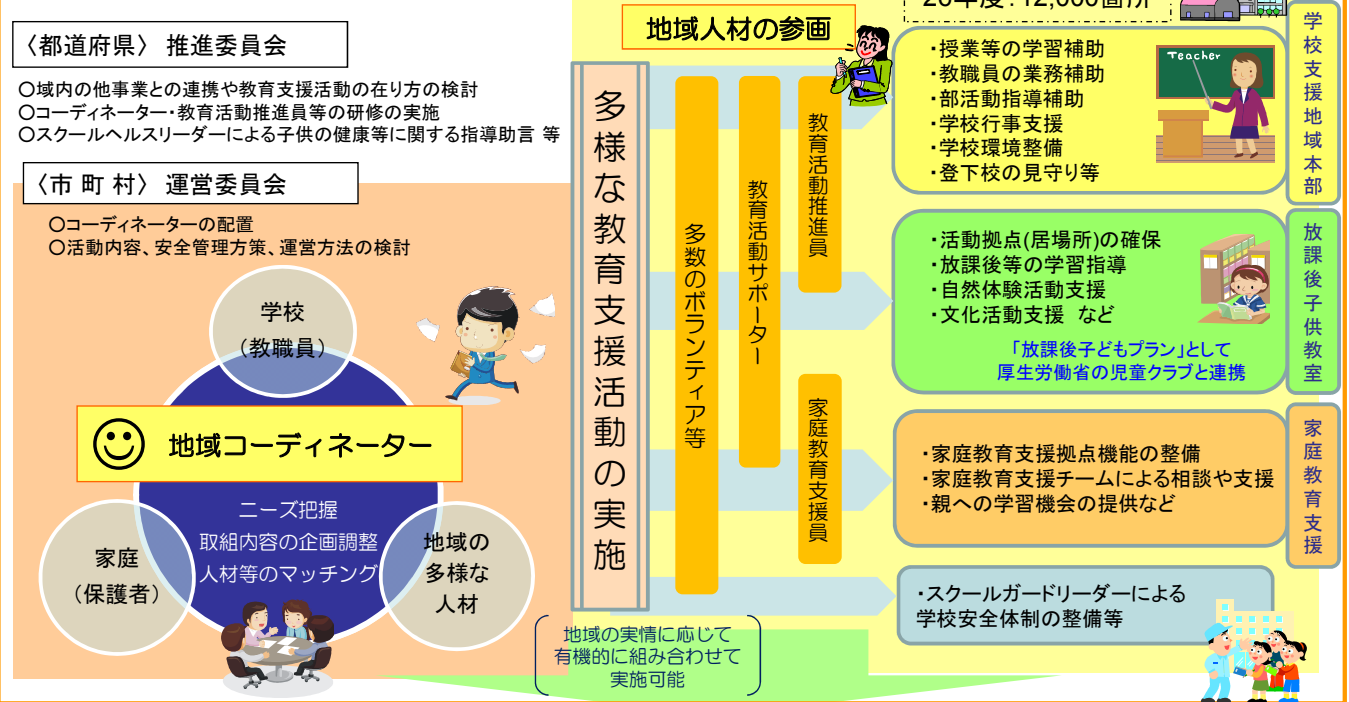 〈都道府県〉 推進委員会
○域内の他事業との連携や教育支援活動の在り方の検討
○コーディネーター・教育活動推進員等の研修の実施
○スクールヘルスリーダーによる子供の健康等に関する指導助言 等
〈市 町 村〉 運営委員会
○コーディネーターの配置
○活動内容、安全管理方策、運営方法の検討
学校
(教職員)
地域コーディネーター
ニーズ把握
取組内容の企画調整
人材等のマッチング
家庭
(保護者)
地域の
多様な
人材
多様な教育支援活動の実施
地域人材の参画
多数のボランティア等
教育活動サポーター
教育活動推進員
家庭教育支援員
地域の実情に応じて
有機的に組み合わせて
実施可能
・授業等の学習補助
・教職員の業務補助
・部活動指導補助
・学校行事支援
・学校環境整備
・登下校の見守り等
Teacher
学校支援地域本部
・活動拠点(居場所)の確保
・放課後等の学習指導
・自然体験活動支援
・文化活動支援 など
「放課後子どもプラン」として
厚生労働省の児童クラブと連携
放課後子供教室
・家庭教育支援拠点機能の整備
・家庭教育支援チームによる相談や支援
・親への学習機会の提供など
家庭教育支援
・スクールガードリーダーによる
学校安全体制の整備等